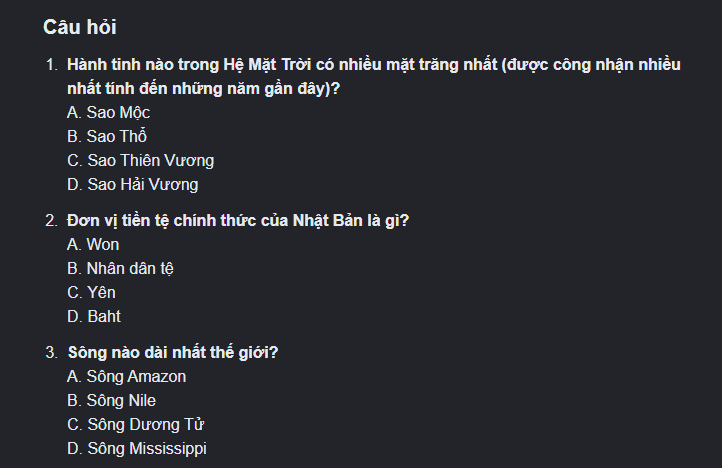 Câu hỏi
1. Hành tinh nào trong Hệ Mặt Trời có nhiều mặt trăng nhất (được công nhận nhiều
nhất tính đến những năm gần đây)?
A. Sao Mộc
B. Sao Thổ
C. Sao Thiên Vương
D. Sao Hải Vương
2. Đơn vị tiền tệ chính thức của Nhật Bản là gì?
A. Won
B. Nhân dân tệ
C. Yên
D. Baht
3. Sông nào dài nhất thế giới?
A. Sông Amazon
B. Sông Nile
C. Sông Dương Tử
D. Sông Mississippi